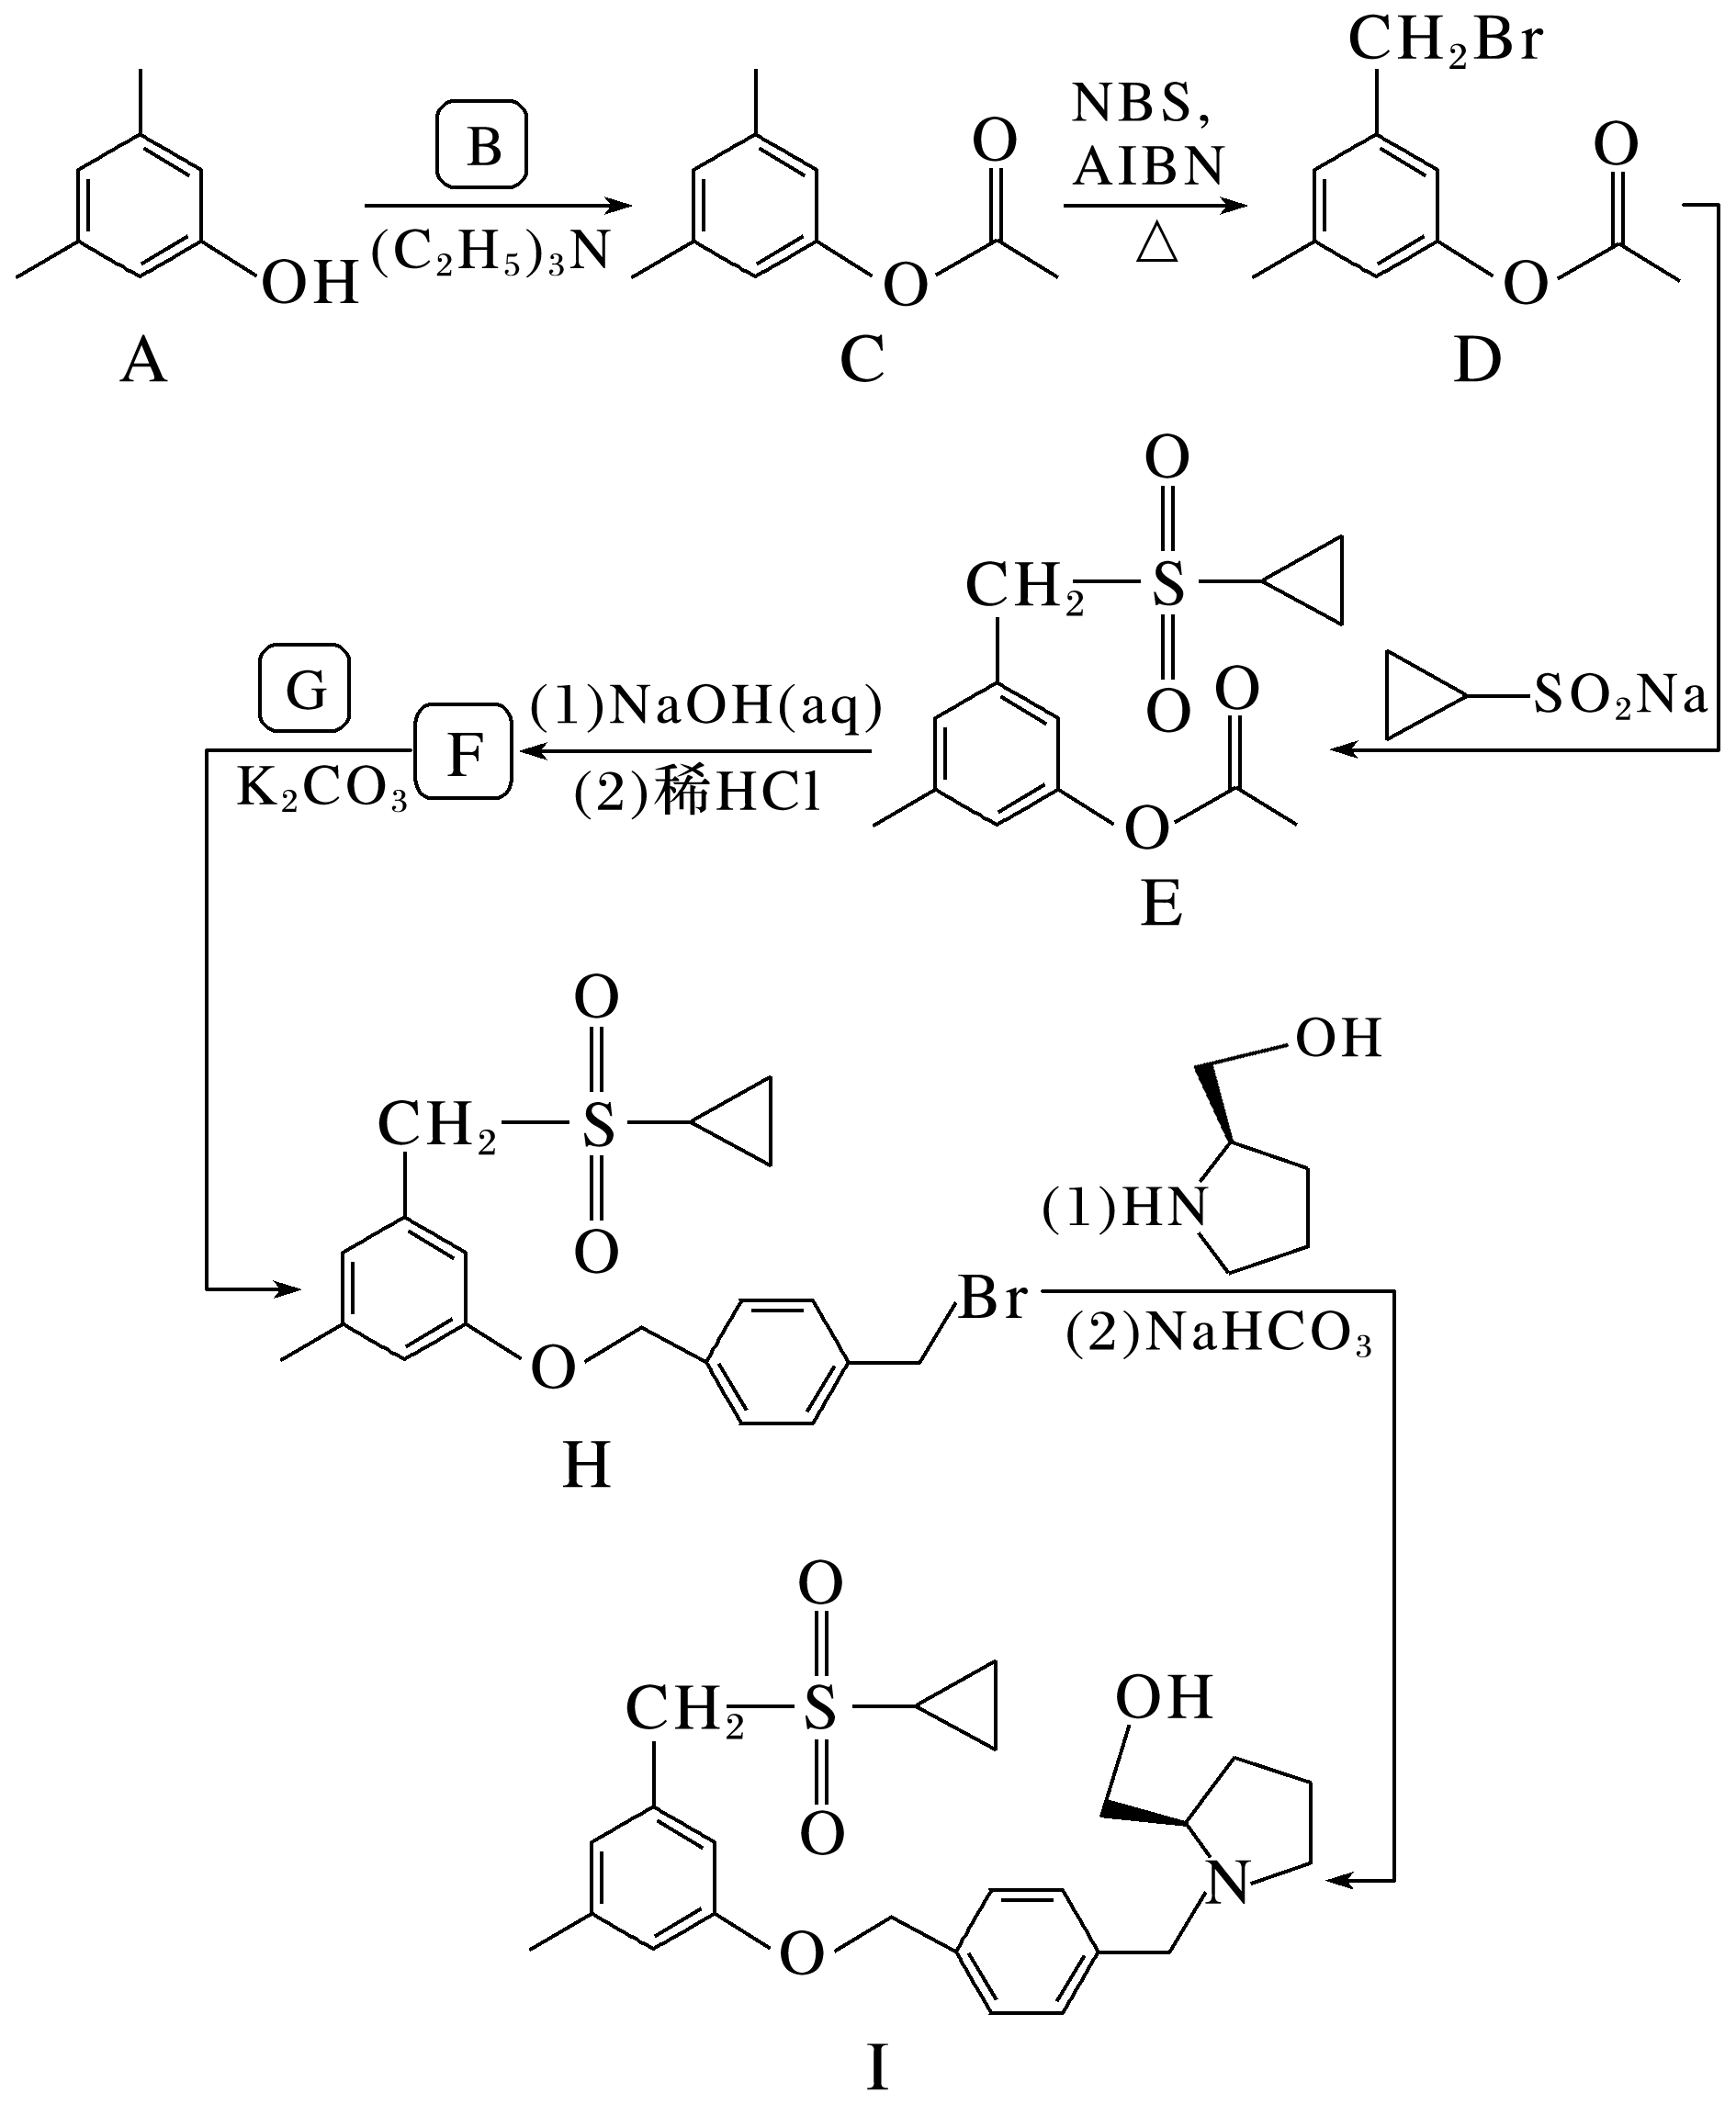 CH₂Br
B
NBS,
AIBN
△
O
O
(C₂H₅)₃N
OH
O
O
A
C
D
O
CH₂
S
G
O
O
SO₂Na
(1)NaOH(aq)
F
K₂CO₃
(2)稀HCl
O
E
O
CH₂
S
O
OH
(1)HN
Br
(2)NaHCO₃
O
H
O
CH₂
S
OH
O
N
O
I